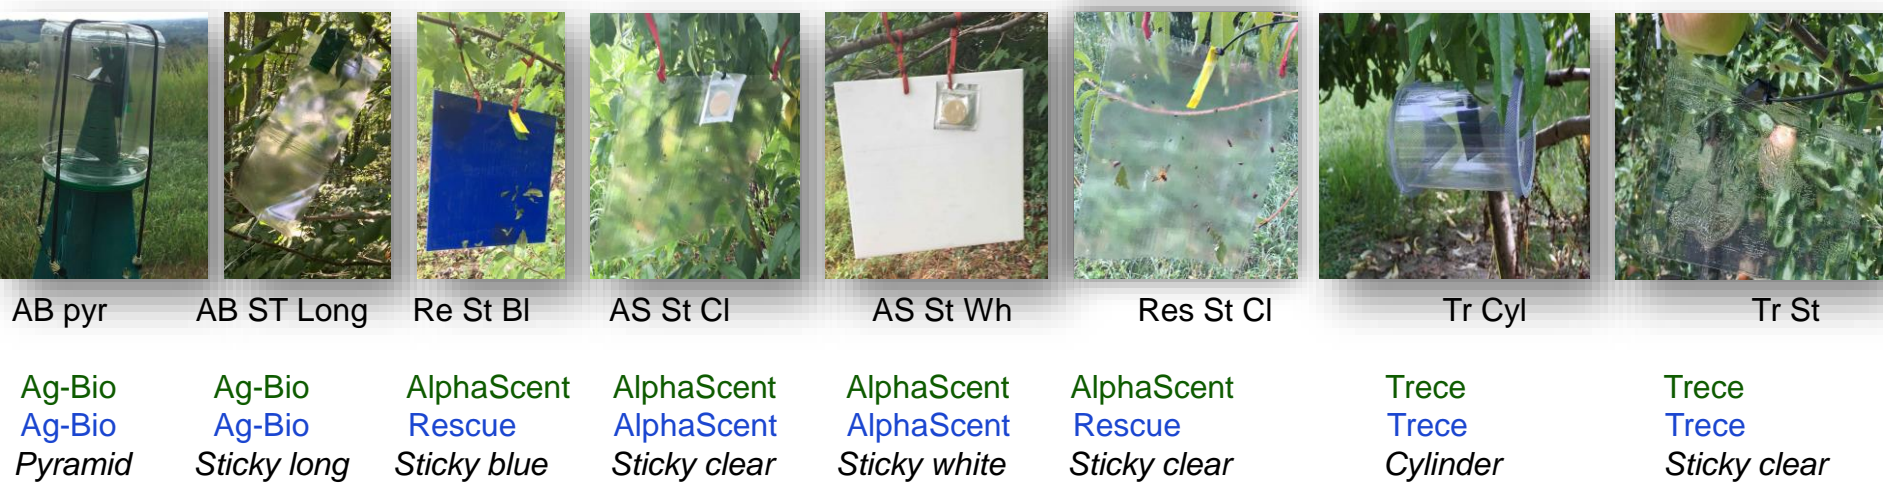 AB pyr AB ST Long Re St Bl AS St Cl AS St Wh Res St Cl Tr Cyl Tr St
Ag-Bio Ag-Bio AlphaScent AlphaScent AlphaScent AlphaScent Trece Trece
Ag-Bio Ag-Bio Rescue AlphaScent AlphaScent Rescue Trece Trece
Pyramid Sticky long Sticky blue Sticky clear Sticky white Sticky clear Cylinder Sticky clear